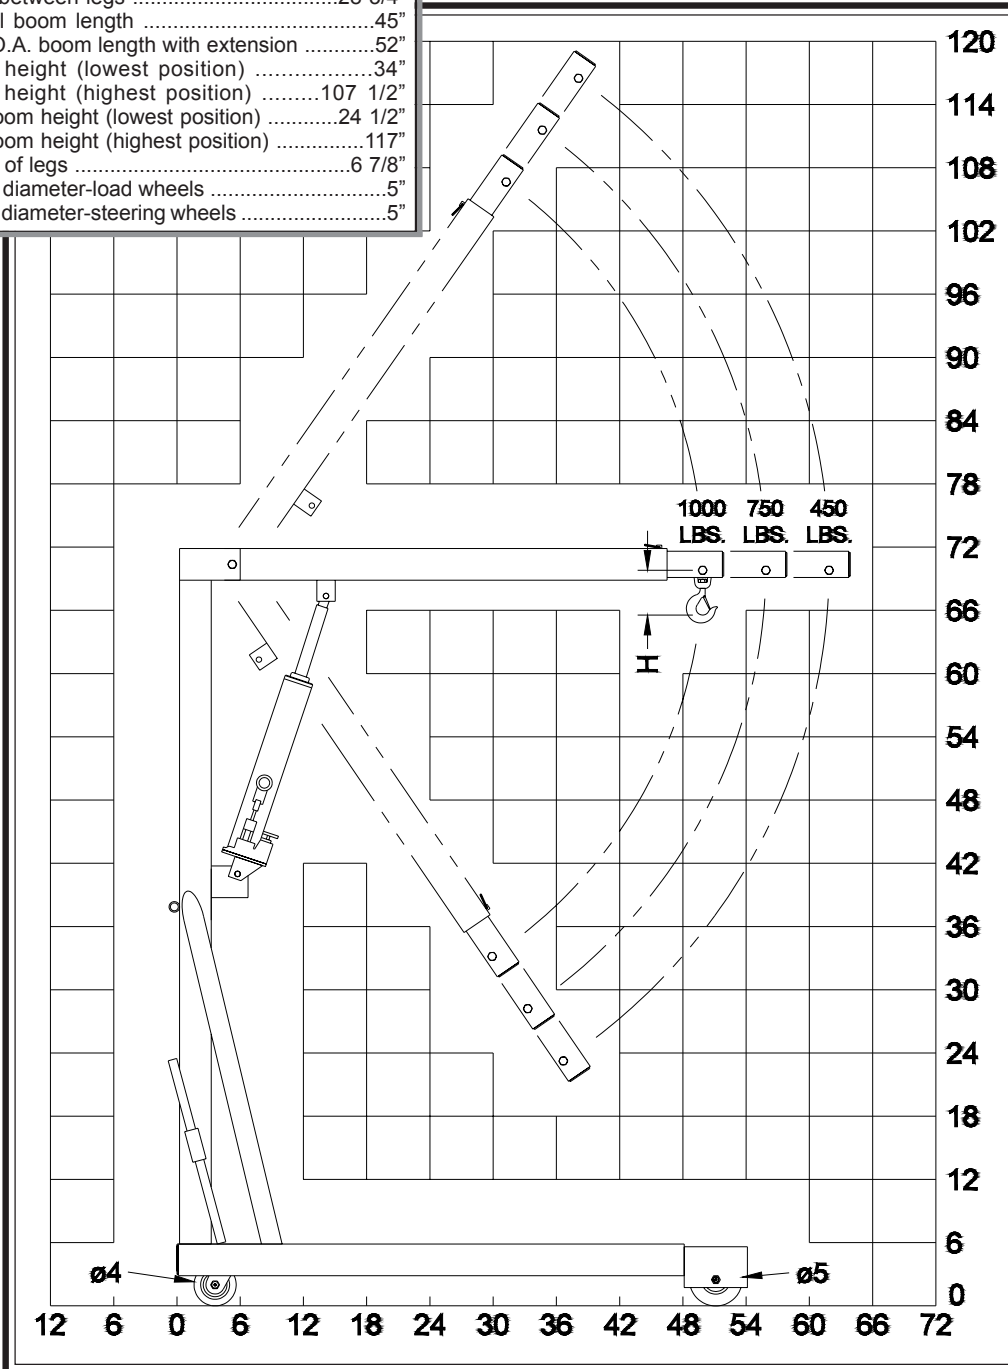 between legs ....................................28 3/4"
boom length ........................................45"
O.A. boom length with extension ............52"
height (lowest position) ..................34"
height (highest position) .........107 1/2"
boom height (lowest position) ............24 1/2"
boom height (highest position) ...............117"
of legs ................................................6 7/8"
diameter-load wheels ..............................5"
diameter-steering wheels .........................5"
120
114
108
102
96
90
84
78
1000 750 450
LBS. LBS. LBS.
72
66
H
60
54
48
42
36
30
24
18
12
6
ø4 ø5
0
12 6 0 6 12 18 24 30 36 42 48 54 60 66 72